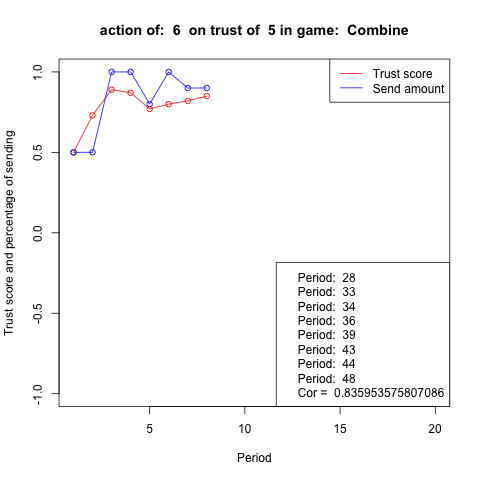 action of:  6  on trust of  5 in game:  Combine
Trust score and percentage of sending
1.0
0.5
0.0
-0.5
-1.0
Trust score
Send amount
Period:  28
Period:  33
Period:  34
Period:  36
Period:  39
Period:  43
Period:  44
Period:  48
Cor =  0.835953575807086
5
10
15
20
Period